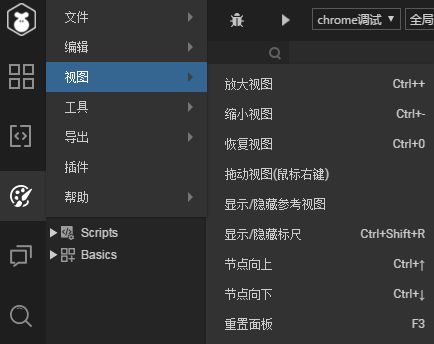 文件
编辑
视图
工具
导出
插件
帮助
Scripts
Basics
chrome调试
全局
放大视图 Ctrl++
缩小视图 Ctrl+-
恢复视图 Ctrl+0
拖动视图(鼠标右键)
显示/隐藏参考视图
显示/隐藏标尺 Ctrl+Shift+R
节点向上 Ctrl+↑
节点向下 Ctrl+↓
重置面板 F3